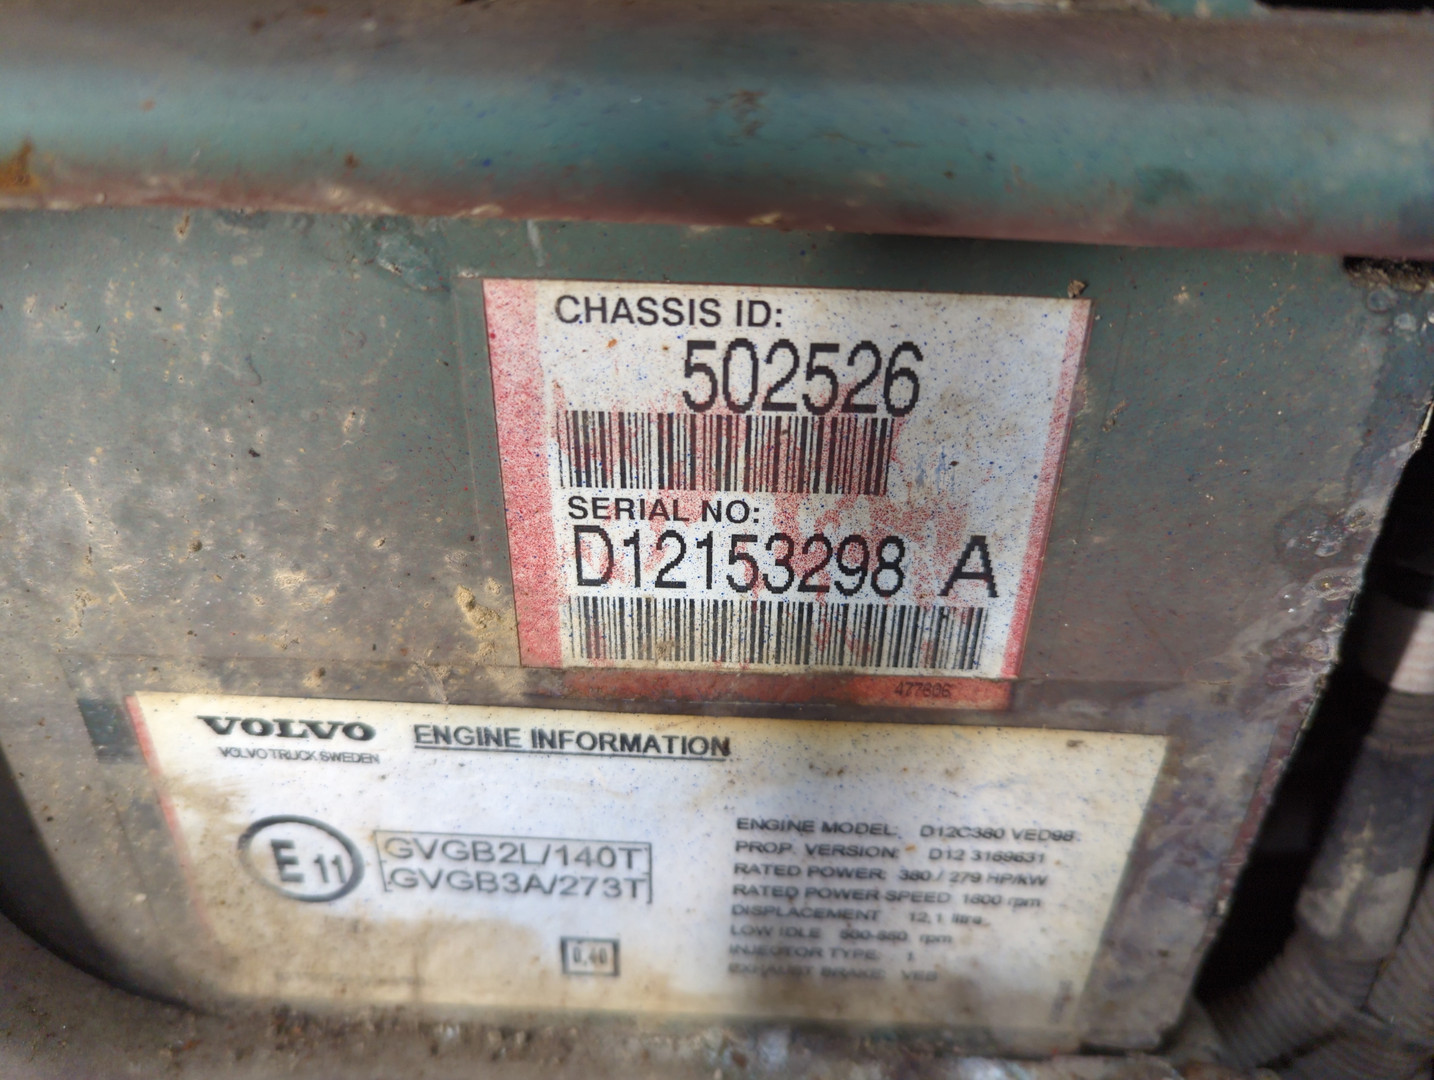 CHASSIS ID:
502526
SERIAL NO:
D12153298 A
477606
VOLVO
VOLVO TRUCK SWEDEN
ENGINE INFORMATION
E 11
GVGB2L/140T
GVGB3A/273T
0,40
ENGINE MODEL: D12C380 VED98
PROP. VERSION: D12 3169631
RATED POWER: 380 / 279 HP/KW
RATED POWER SPEED 1800 rpm
DISPLACEMENT 12,1 litre.
LOW IDLE rpm
INJECTOR TYPE: 1
EXHAUST BRAKE: VEB